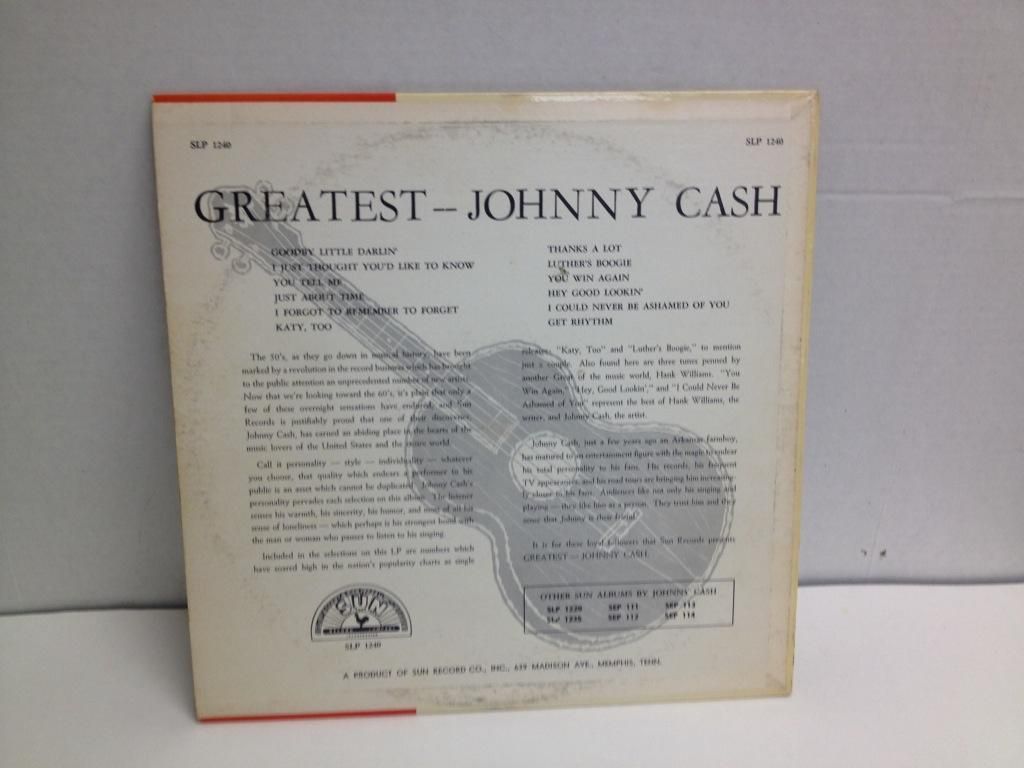 SLP 1240
SLP 1240
GREATEST -- JOHNNY CASH
GOODBY LITTLE DARLIN'
I JUST THOUGHT YOU'D LIKE TO KNOW
YOU TELL ME
JUST ABOUT TIME
I FORGOT TO REMEMBER TO FORGET
KATY, TOO
THANKS A LOT
LUTHER'S BOOGIE
YOU WIN AGAIN
HEY GOOD LOOKIN'
I COULD NEVER BE ASHAMED OF YOU
GET RHYTHM
The 50's, as they go down in musical history, have been
marked by a revolution in the record business which has brought
to the public attention an unprecedented number of new artists.
Now that we're looking toward the 60's, it's plain that only a
few of these overnight sensations have endured, and Sun
Records is justifiably proud that one of their discoveries,
Johnny Cash, has earned an abiding place in the hearts of the
music lovers of the United States and the entire world.
Call it personality — style — individuality — whatever
you choose, that quality which endears a performer to his
public is an asset which cannot be duplicated. Johnny Cash's
personality pervades each selection on this album. The listener
senses his warmth, his sincerity, his humor, and most of all his
sense of loneliness — which perhaps is his strongest bond with
the man or woman who pauses to listen to his singing.
Included in the selections on this LP are numbers which
have soared high in the nation's popularity charts as single
releases, "Katy, Too" and "Luther's Boogie," to mention
just a couple. Also found here are three tunes penned by
another Great of the music world, Hank Williams. "You
Win Again," "Hey, Good Lookin'," and "I Could Never Be
Ashamed of You" represent the best of Hank Williams, the
writer, and Johnny Cash, the artist.
Johnny Cash, just a few years ago an Arkansas farmboy,
has matured to an entertainment figure with the magic to endear
his total personality to his fans. His records, his frequent
TV appearances, and his road tours are bringing him increasing-
ly closer to his fans. Audiences like not only his singing and
playing — they like him as a person. They trust him and they
sense that Johnny is their friend.
It is for these loyal followers that Sun Records presents
GREATEST — JOHNNY CASH.
SUN
RECORD COMPANY
SLP 1240
OTHER SUN ALBUMS BY JOHNNY CASH
SLP 1220 SEP 111 SEP 113
SLP 1235 SEP 112 SEP 114
A PRODUCT OF SUN RECORD CO., INC., 639 MADISON AVE., MEMPHIS, TENN.